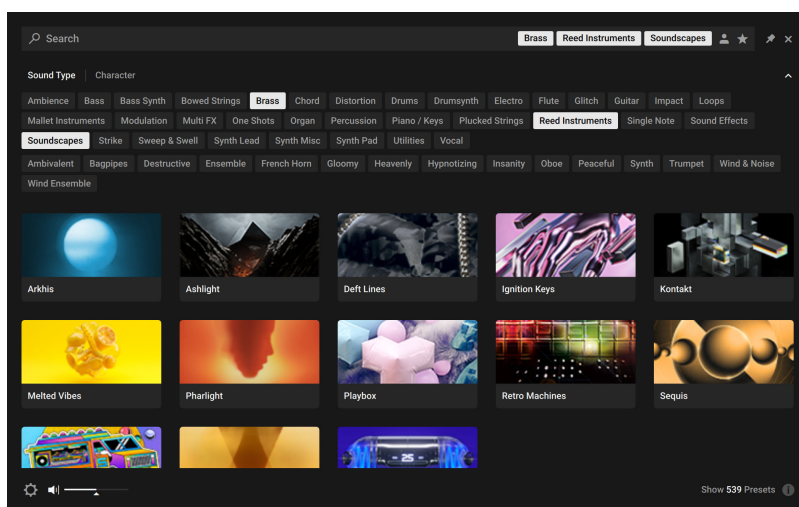 Search Brass Reed Instruments Soundscapes
Sound Type Character
Ambience Bass Bass Synth Bowed Strings Brass Chord Distortion Drums Drumsynth Electro Flute Glitch Guitar Impact Loops
Mallet Instruments Modulation Multi FX One Shots Organ Percussion Piano / Keys Plucked Strings Reed Instruments Single Note Sound Effects
Soundscapes Strike Sweep & Swell Synth Lead Synth Misc Synth Pad Utilities Vocal
Ambivalent Bagpipes Destructive Ensemble French Horn Gloomy Heavenly Hypnotizing Insanity Oboe Peaceful Synth Trumpet Wind & Noise
Wind Ensemble
Arkhis Ashlight Deft Lines Ignition Keys Kontakt
Melted Vibes Pharlight Playbox Retro Machines Sequis
25
Show 539 Presets